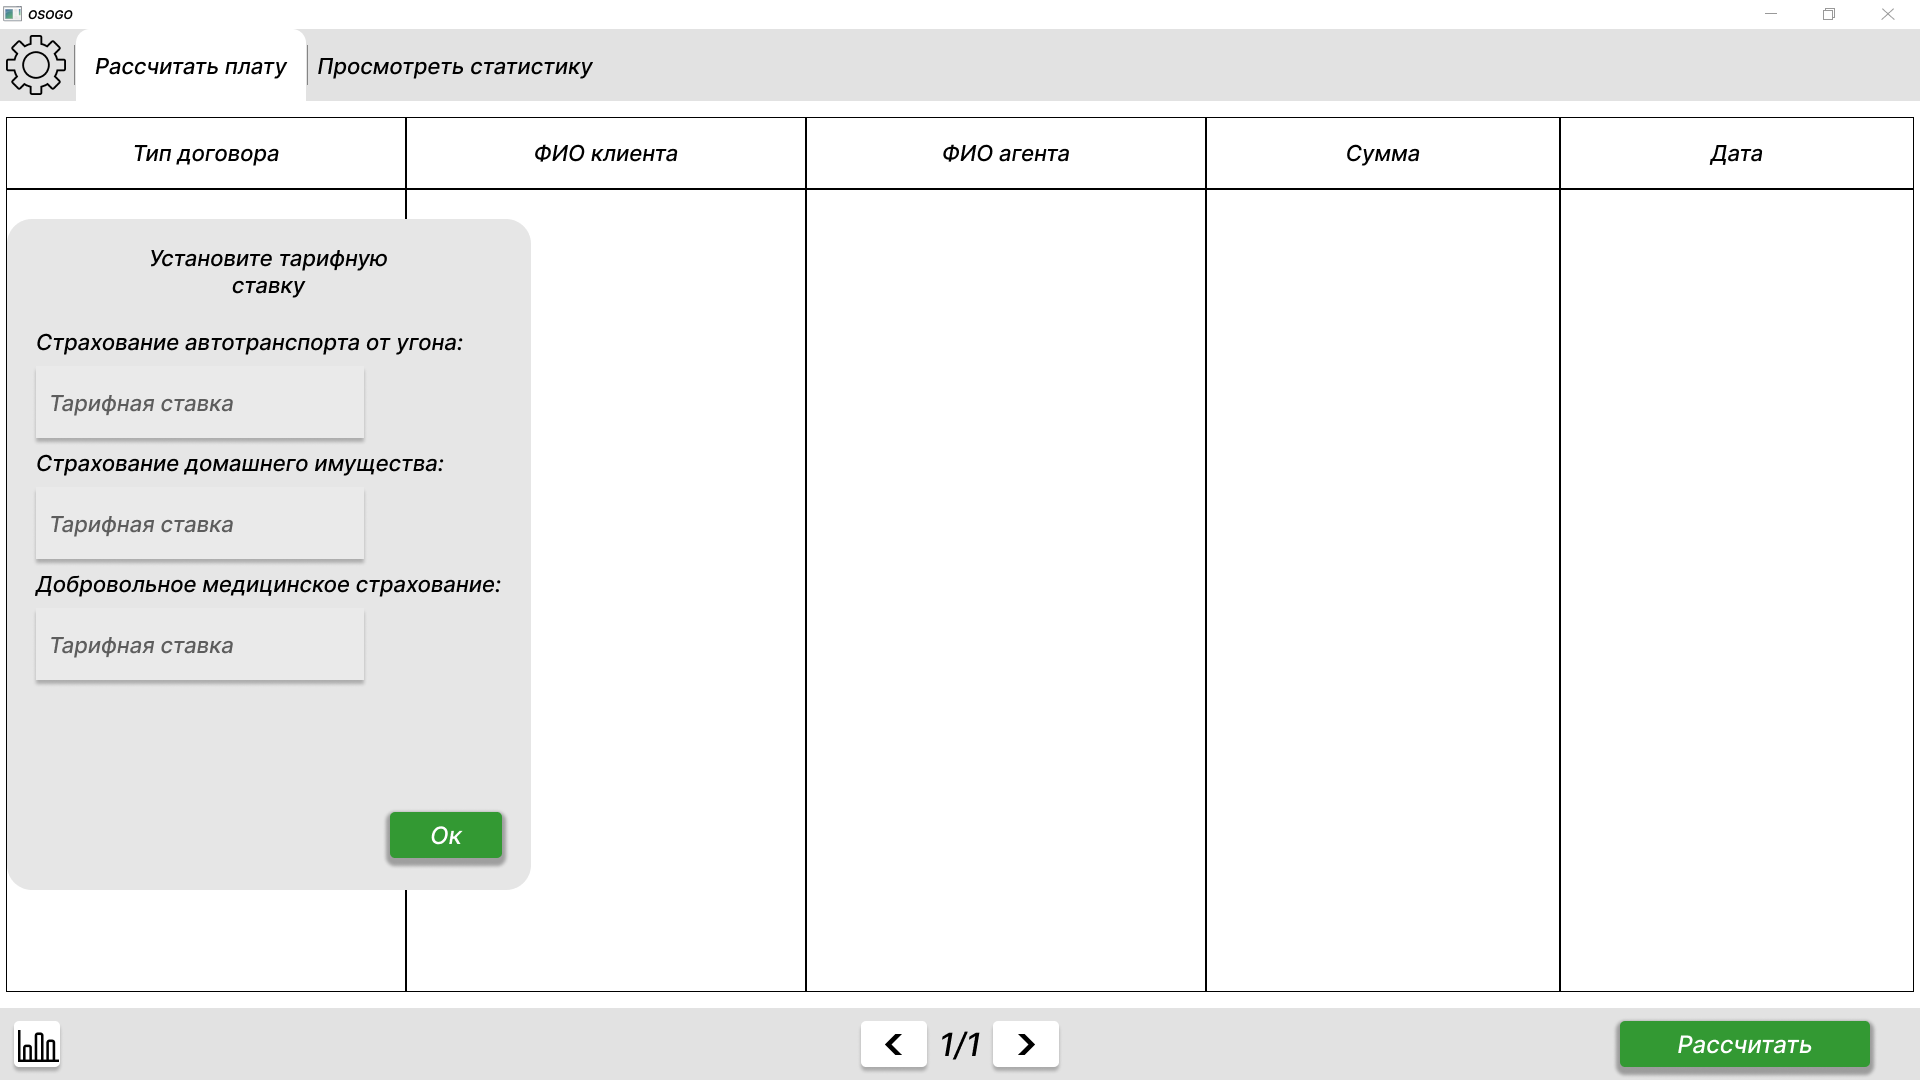 OSOGO
Рассчитать плату
Просмотреть статистику
Тип договора
ФИО клиента
ФИО агента
Сумма
Дата
Установите тарифную
ставку
Страхование автотранспорта от угона:
Тарифная ставка
Страхование домашнего имущества:
Тарифная ставка
Добровольное медицинское страхование:
Тарифная ставка
Ок
1/1
Рассчитать